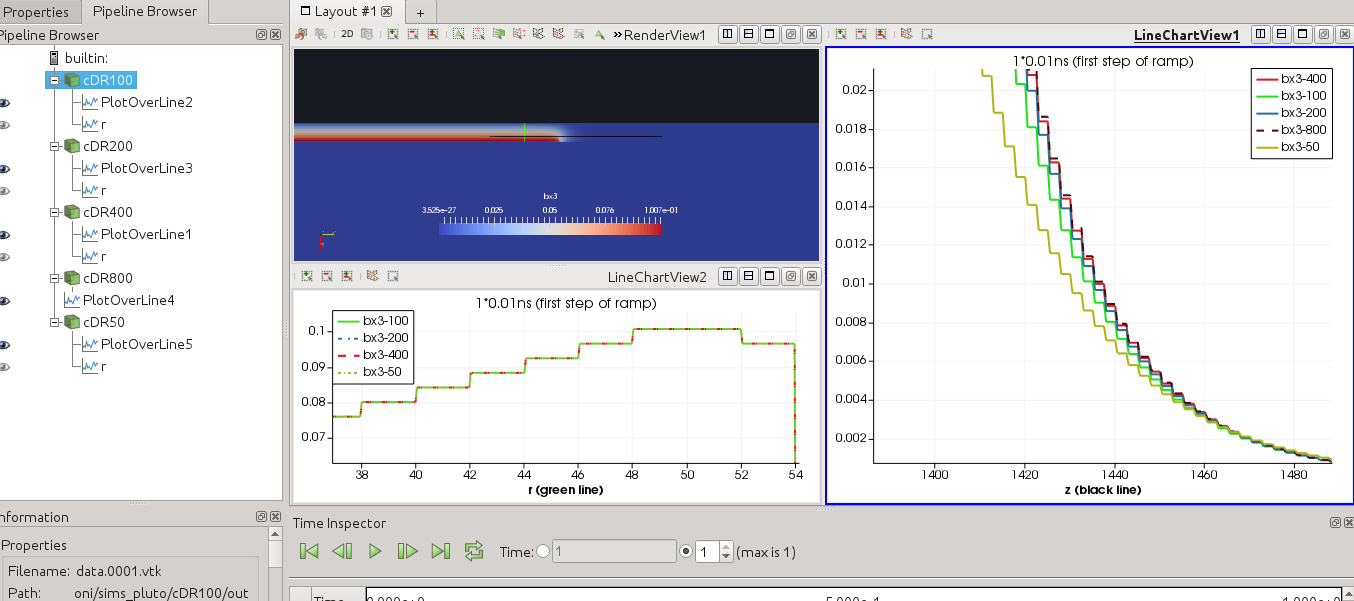 Properties
Pipeline Browser
Pipeline Browser
builtin:
cDR100
PlotOverLine2
r
cDR200
PlotOverLine3
r
cDR400
PlotOverLine1
r
cDR800
PlotOverLine4
cDR50
PlotOverLine5
r
nformation
Properties
Filename: data.0001.vtk
Path: oni/sims_pluto/cDR100/out
Layout #1
+
2D
»RenderView1
bx3
3.525e-27 0.025 0.05 0.076 1.007e-01
LineChartView2
1*0.01ns (first step of ramp)
bx3-100
bx3-200
bx3-400
bx3-50
0.1
0.09
0.08
0.07
38 40 42 44 46 48 50 52 54
r (green line)
LineChartView1
1*0.01ns (first step of ramp)
bx3-400
bx3-100
bx3-200
bx3-800
bx3-50
0.02
0.018
0.016
0.014
0.012
0.01
0.008
0.006
0.004
0.002
1400 1420 1440 1460 1480
z (black line)
Time Inspector
Time: 1 1 (max is 1)
Time 0.000e+0 5.000e-1 1.000e+0